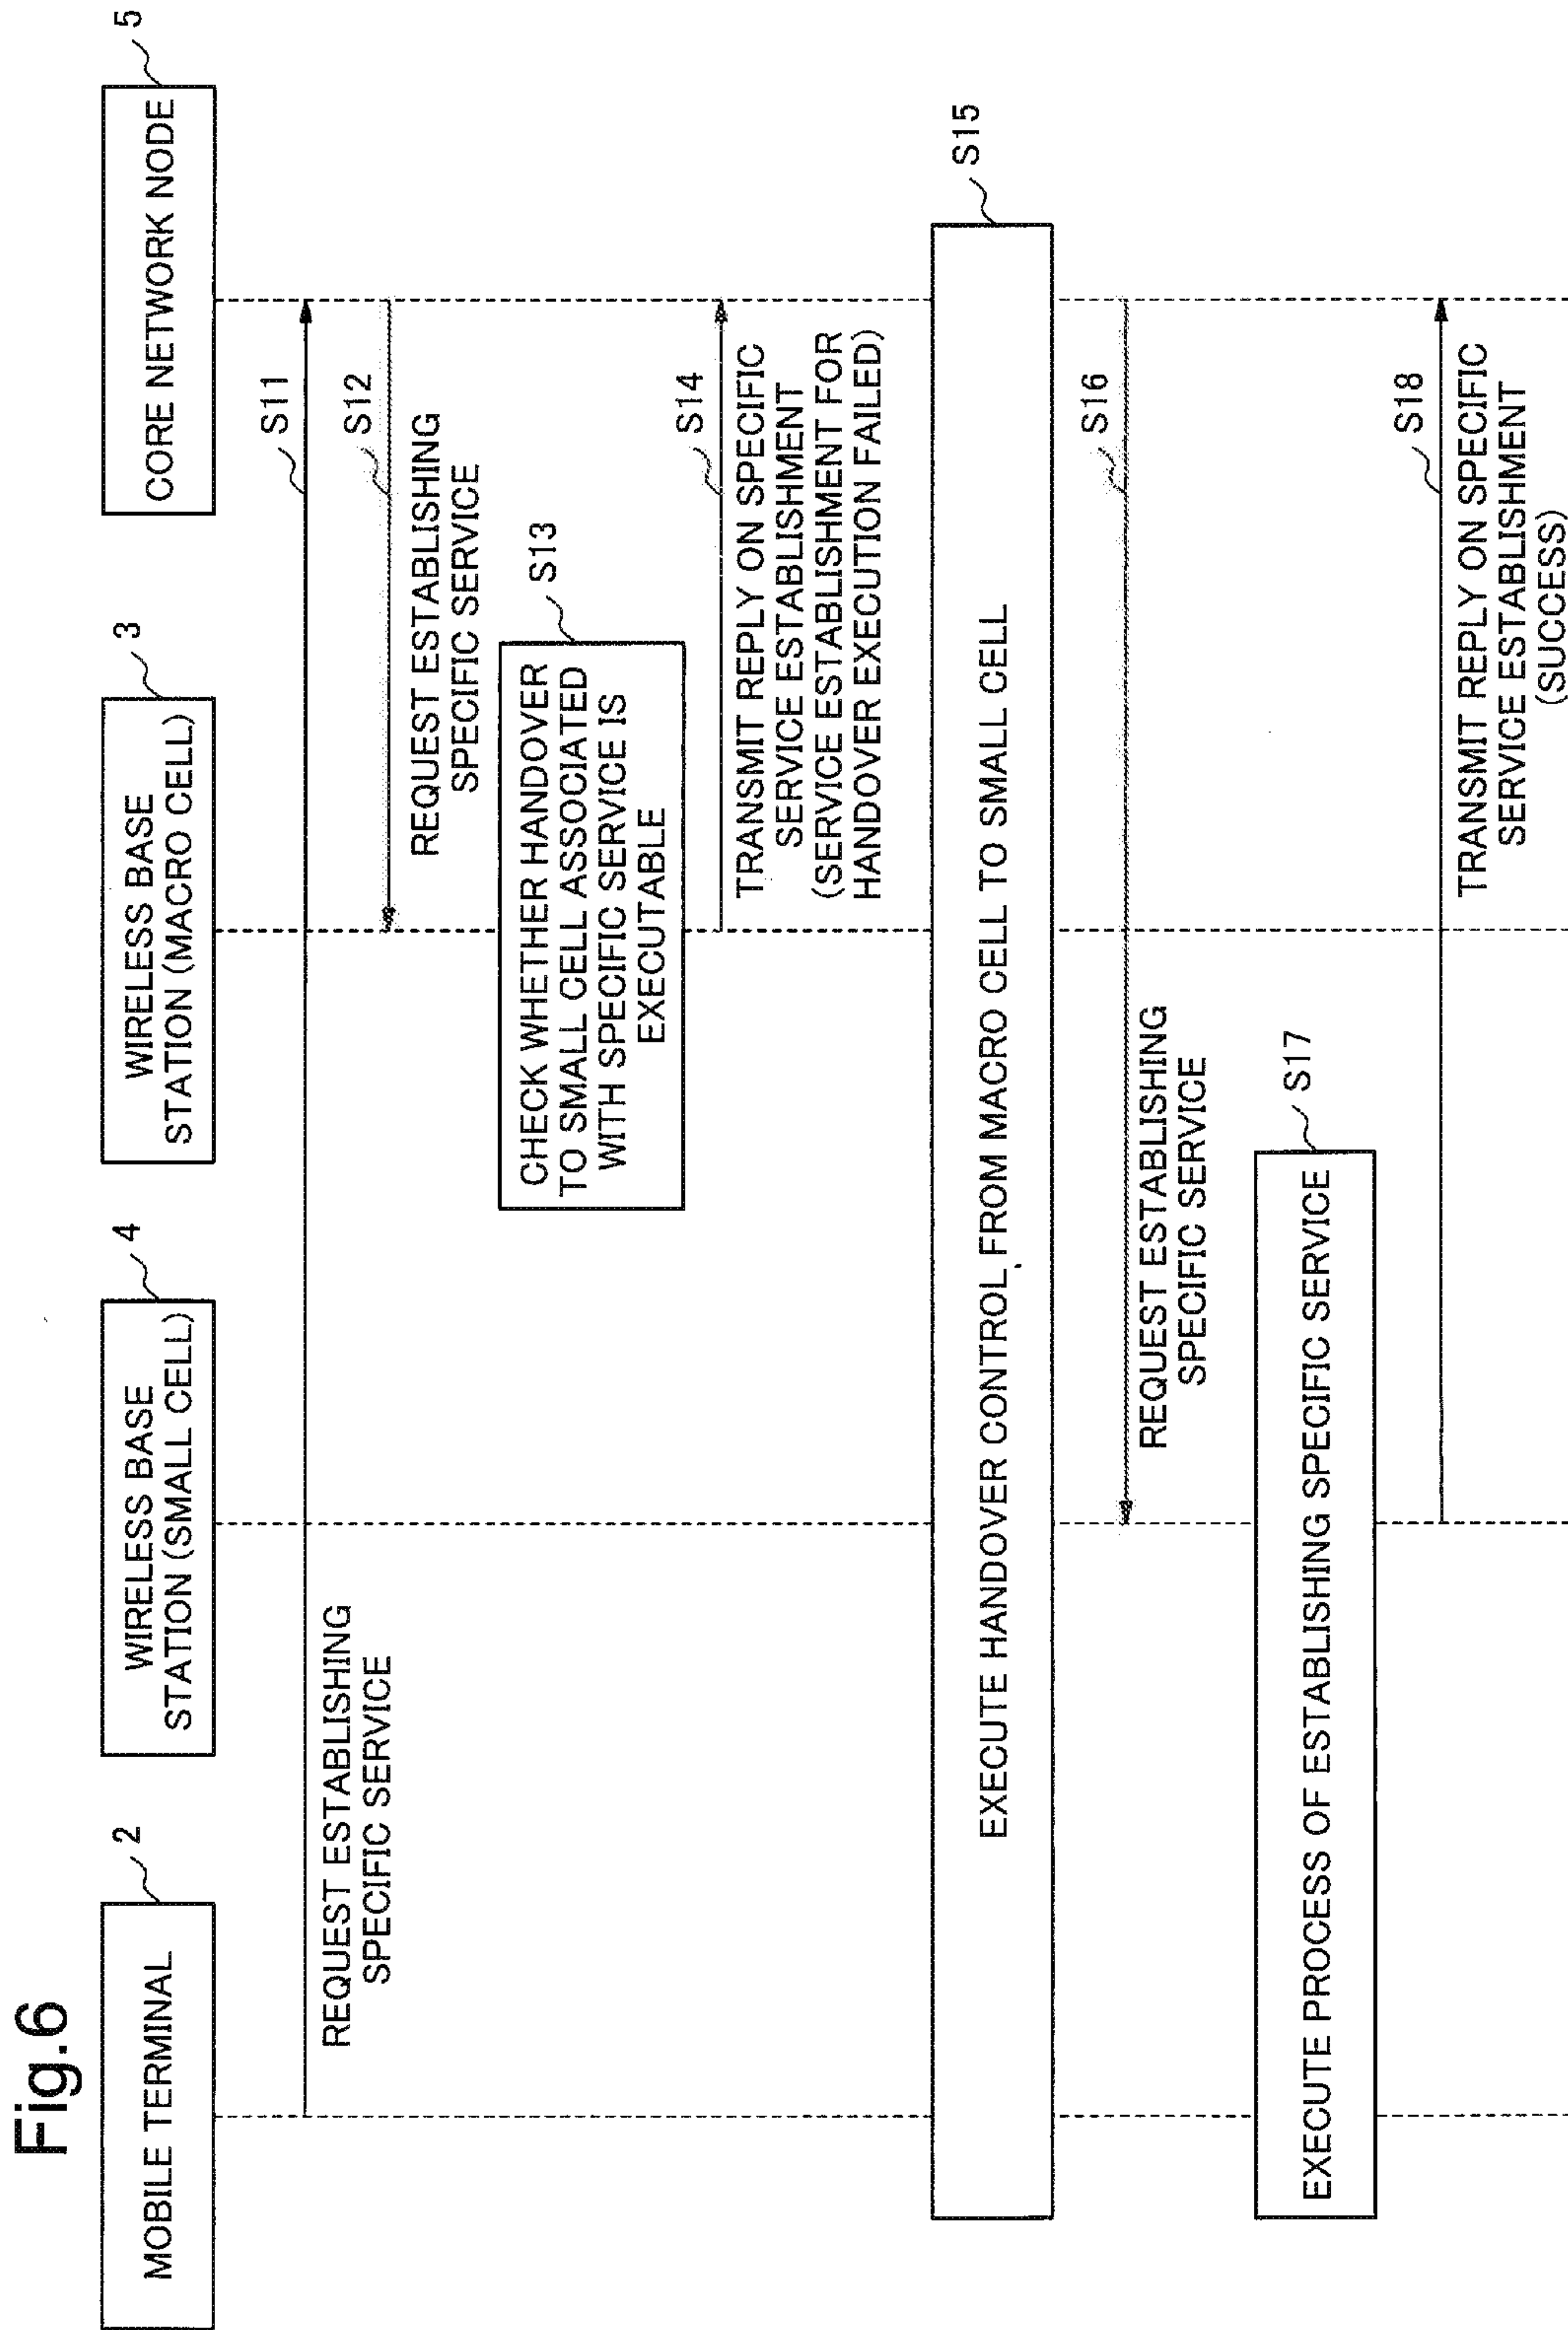 Fig.6
MOBILE TERMINAL
2
WIRELESS BASE
STATION (SMALL CELL)
4
WIRELESS BASE
STATION (MACRO CELL)
3
CORE NETWORK NODE
5
S11
REQUEST ESTABLISHING
SPECIFIC SERVICE
S12
REQUEST ESTABLISHING
SPECIFIC SERVICE
S13
CHECK WHETHER HANDOVER
TO SMALL CELL ASSOCIATED
WITH SPECIFIC SERVICE IS
EXECUTABLE
S14
TRANSMIT REPLY ON SPECIFIC
SERVICE ESTABLISHMENT
(SERVICE ESTABLISHMENT FOR
HANDOVER EXECUTION FAILED)
S15
EXECUTE HANDOVER CONTROL FROM MACRO CELL TO SMALL CELL
S16
REQUEST ESTABLISHING
SPECIFIC SERVICE
S17
EXECUTE PROCESS OF ESTABLISHING SPECIFIC SERVICE
S18
TRANSMIT REPLY ON SPECIFIC
SERVICE ESTABLISHMENT
(SUCCESS)